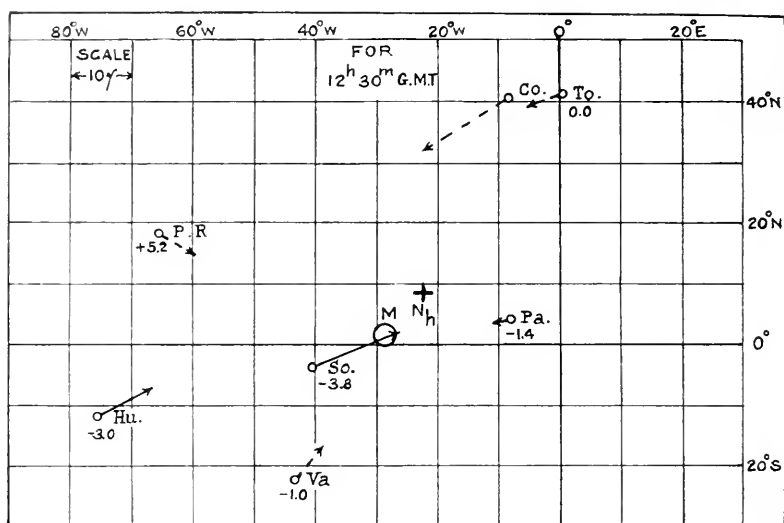 80°W 60°W 40°W 20°W 0° 20°E
SCALE
←10γ→
FOR
12ʰ 30ᵐ G.M.T
Co. To.
0.0
40°N
P.R
+5.2
20°N
N_h
M
Pa.
-1.4
0°
So.
-3.8
Hu.
-3.0
Va
-1.0
20°S